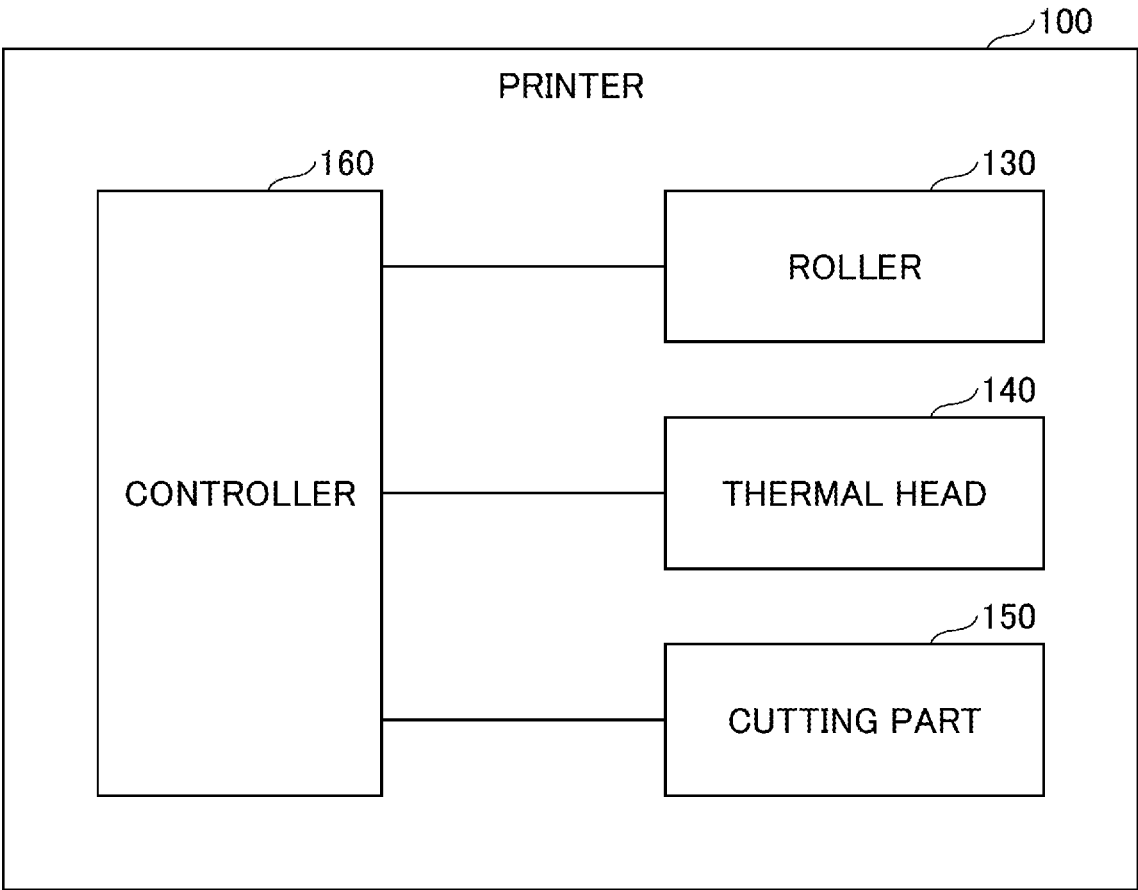 100
PRINTER
160
130
ROLLER
140
CONTROLLER
THERMAL HEAD
150
CUTTING PART